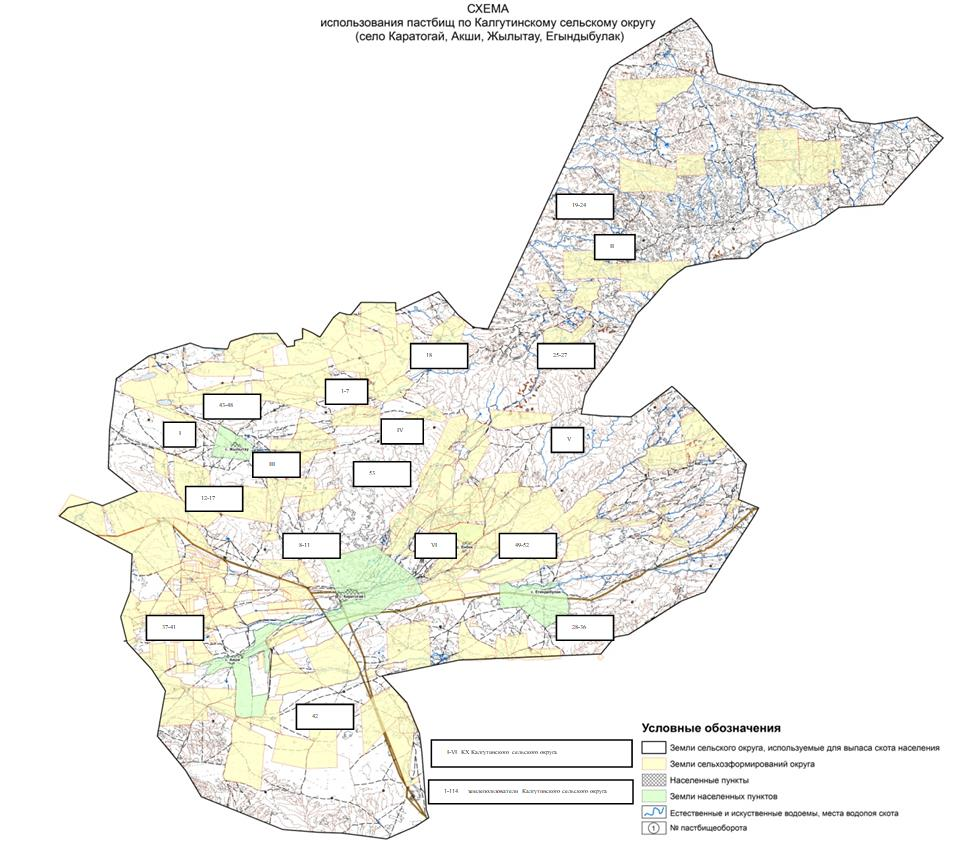 СХЕМА
использования пастбищ по Калгутинскому сельскому округу
(село Каратогай, Акши, Жылытау, Егындыбулак)
19-24
II
18
25-27
1-7
43-48
I
IV
V
III
53
12-17
8-11
VI
49-52
с. Егындыбулак
37-41
28-36
42
I-VI КХ Калгутинского сельского округа
1-114 землепользователи Калгутинского сельского округа
Условные обозначения
Земли сельского округа, используемые для выпаса скота населения
Земли сельхозформирований округа
Населенные пункты
Земли населенных пунктов
Естественные и искуственные водоемы, места водопоя скота
1 № пастбищеоборота